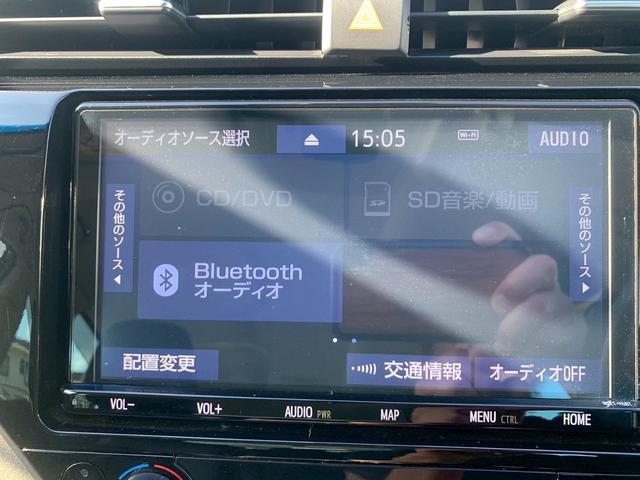 オーディオソース選択
15:05
Wi-Fi
AUDIO
CD/DVD
SD音楽/動画
その他のソース
その他のソース
Bluetooth
オーディオ
配置変更
交通情報
オーディオOFF
VOL-
VOL+
AUDIO PWR
MAP
MENU CTRL
HOME